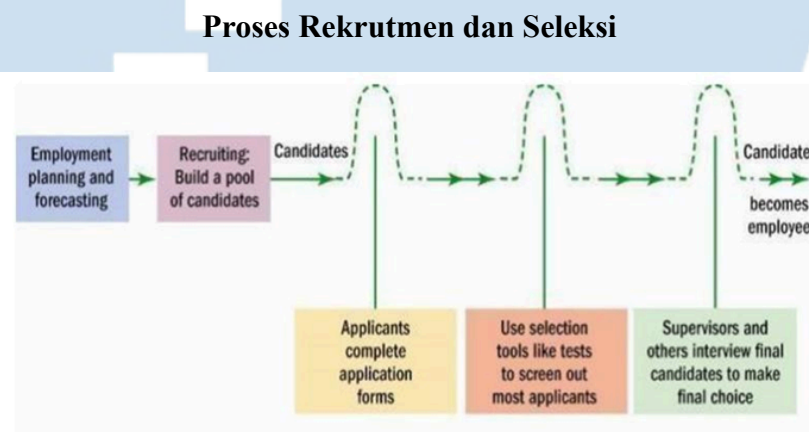 Proses Rekrutmen dan Seleksi
Employment
planning and
forecasting
Recruiting:
Build a pool
of candidates
Candidates
Applicants
complete
application
forms
Use selection
tools like tests
to screen out
most applicants
Supervisors and
others interview final
candidates to make
final choice
Candidate
becomes
employee